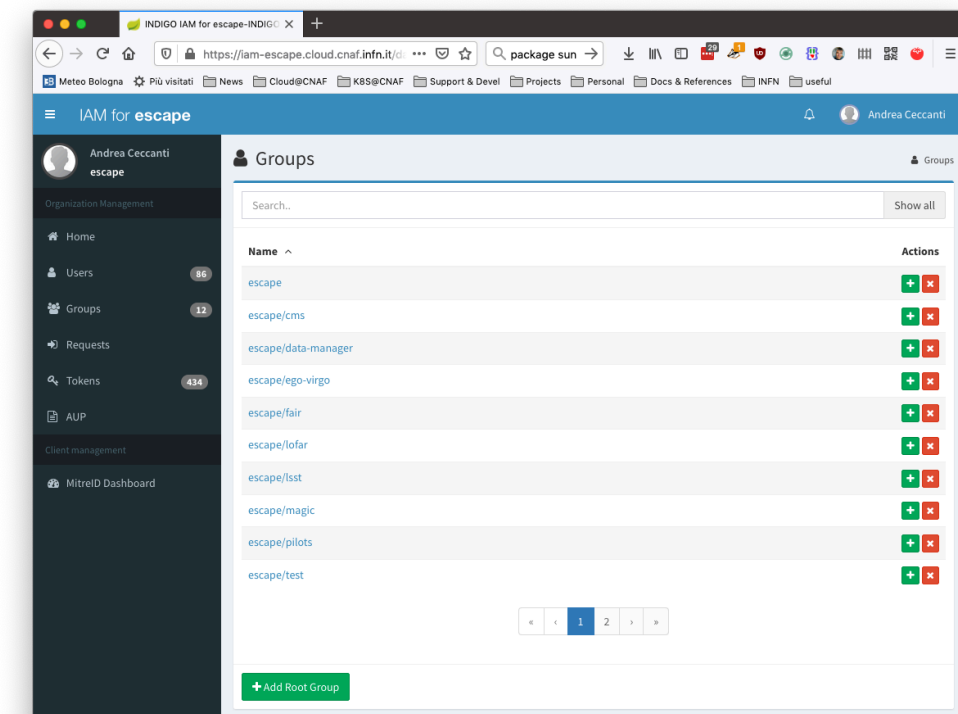 INDIGO IAM for escape-INDIGO
https://iam-escape.cloud.cnaf.infn.it/d
package sun
29
Meteo Bologna Più visitati News Cloud@CNAF K8S@CNAF Support & Devel Projects Personal Docs & References INFN useful
IAM for escape
Andrea Ceccanti
Andrea Ceccanti
escape
Groups
Groups
Organization Management
Search..
Show all
Home
Name
Actions
Users 86
escape
Groups 12
escape/cms
Requests
escape/data-manager
Tokens 434
escape/ego-virgo
AUP
escape/fair
Client management
escape/lofar
MitreID Dashboard
escape/lsst
escape/magic
escape/pilots
escape/test
« ‹ 1 2 › »
Add Root Group